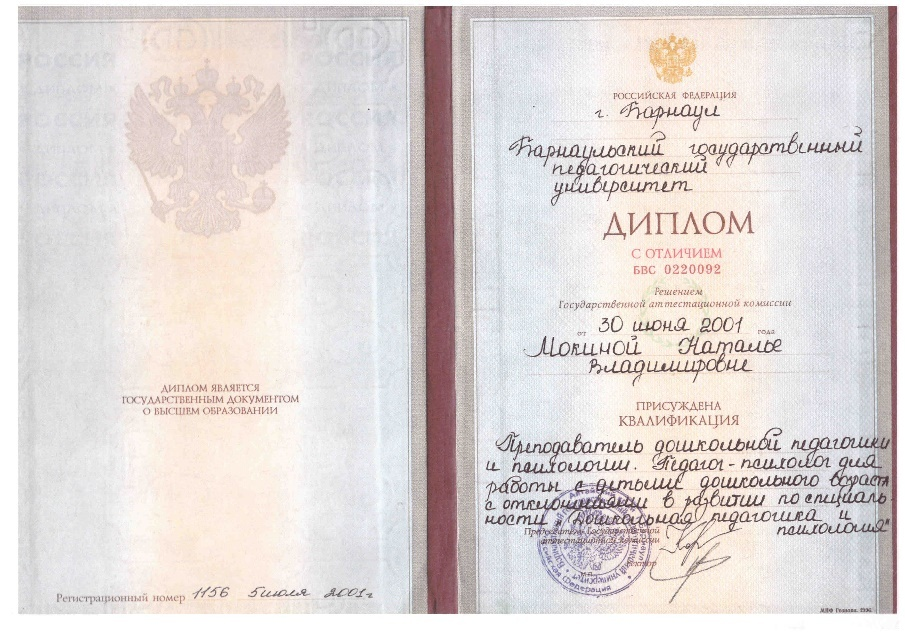 ДИПЛОМ ЯВЛЯЕТСЯ
ГОСУДАРСТВЕННЫМ ДОКУМЕНТОМ
О ВЫСШЕМ ОБРАЗОВАНИИ
Регистрационный номер 1156 5 июля 2001 г
РОССИЙСКАЯ ФЕДЕРАЦИЯ
г. Барнаул
Барнаульский государственный
педагогический
университет
ДИПЛОМ
С ОТЛИЧИЕМ
БВС 0220092
Решением
Государственной аттестационной комиссии
от 30 июня 2001 года
Мокиной Наталье
Владимировне
ПРИСУЖДЕНА
КВАЛИФИКАЦИЯ
Преподаватель дошкольной педагогики
и психологии. Педагог-психолог для
работы с детьми дошкольного возраста
с отклонениями в развитии по специаль-
ности "Дошкольная педагогика и
психология"
Председатель Государственной
аттестационной комиссии
Ректор